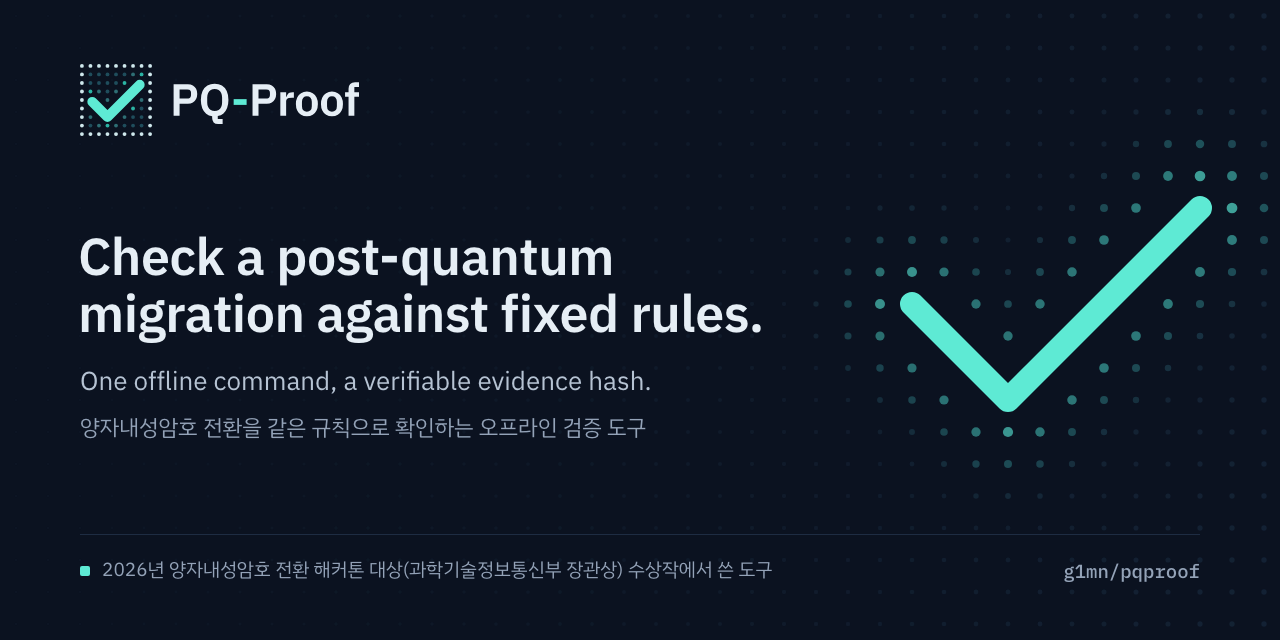 PQ-Proof
Check a post-quantum
migration against fixed rules.
One offline command, a verifiable evidence hash.
양자내성암호 전환을 같은 규칙으로 확인하는 오프라인 검증 도구
2026년 양자내성암호 전환 해커톤 대상(과학기술정보통신부 장관상) 수상작에서 쓴 도구
g1mn/pqproof